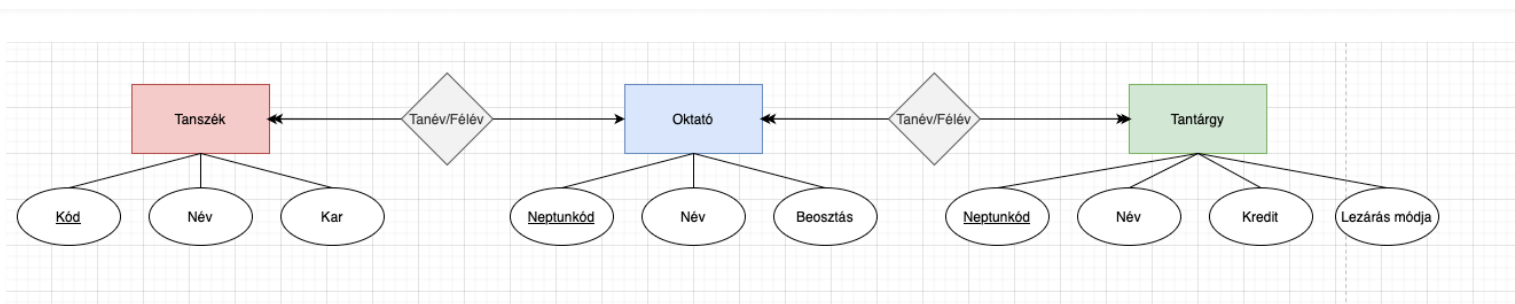 Tanszék
Tanév/Félév
Oktató
Tanév/Félév
Tantárgy
Kód
Név
Kar
Neptunkód
Név
Beosztás
Neptunkód
Név
Kredit
Lezárás módja